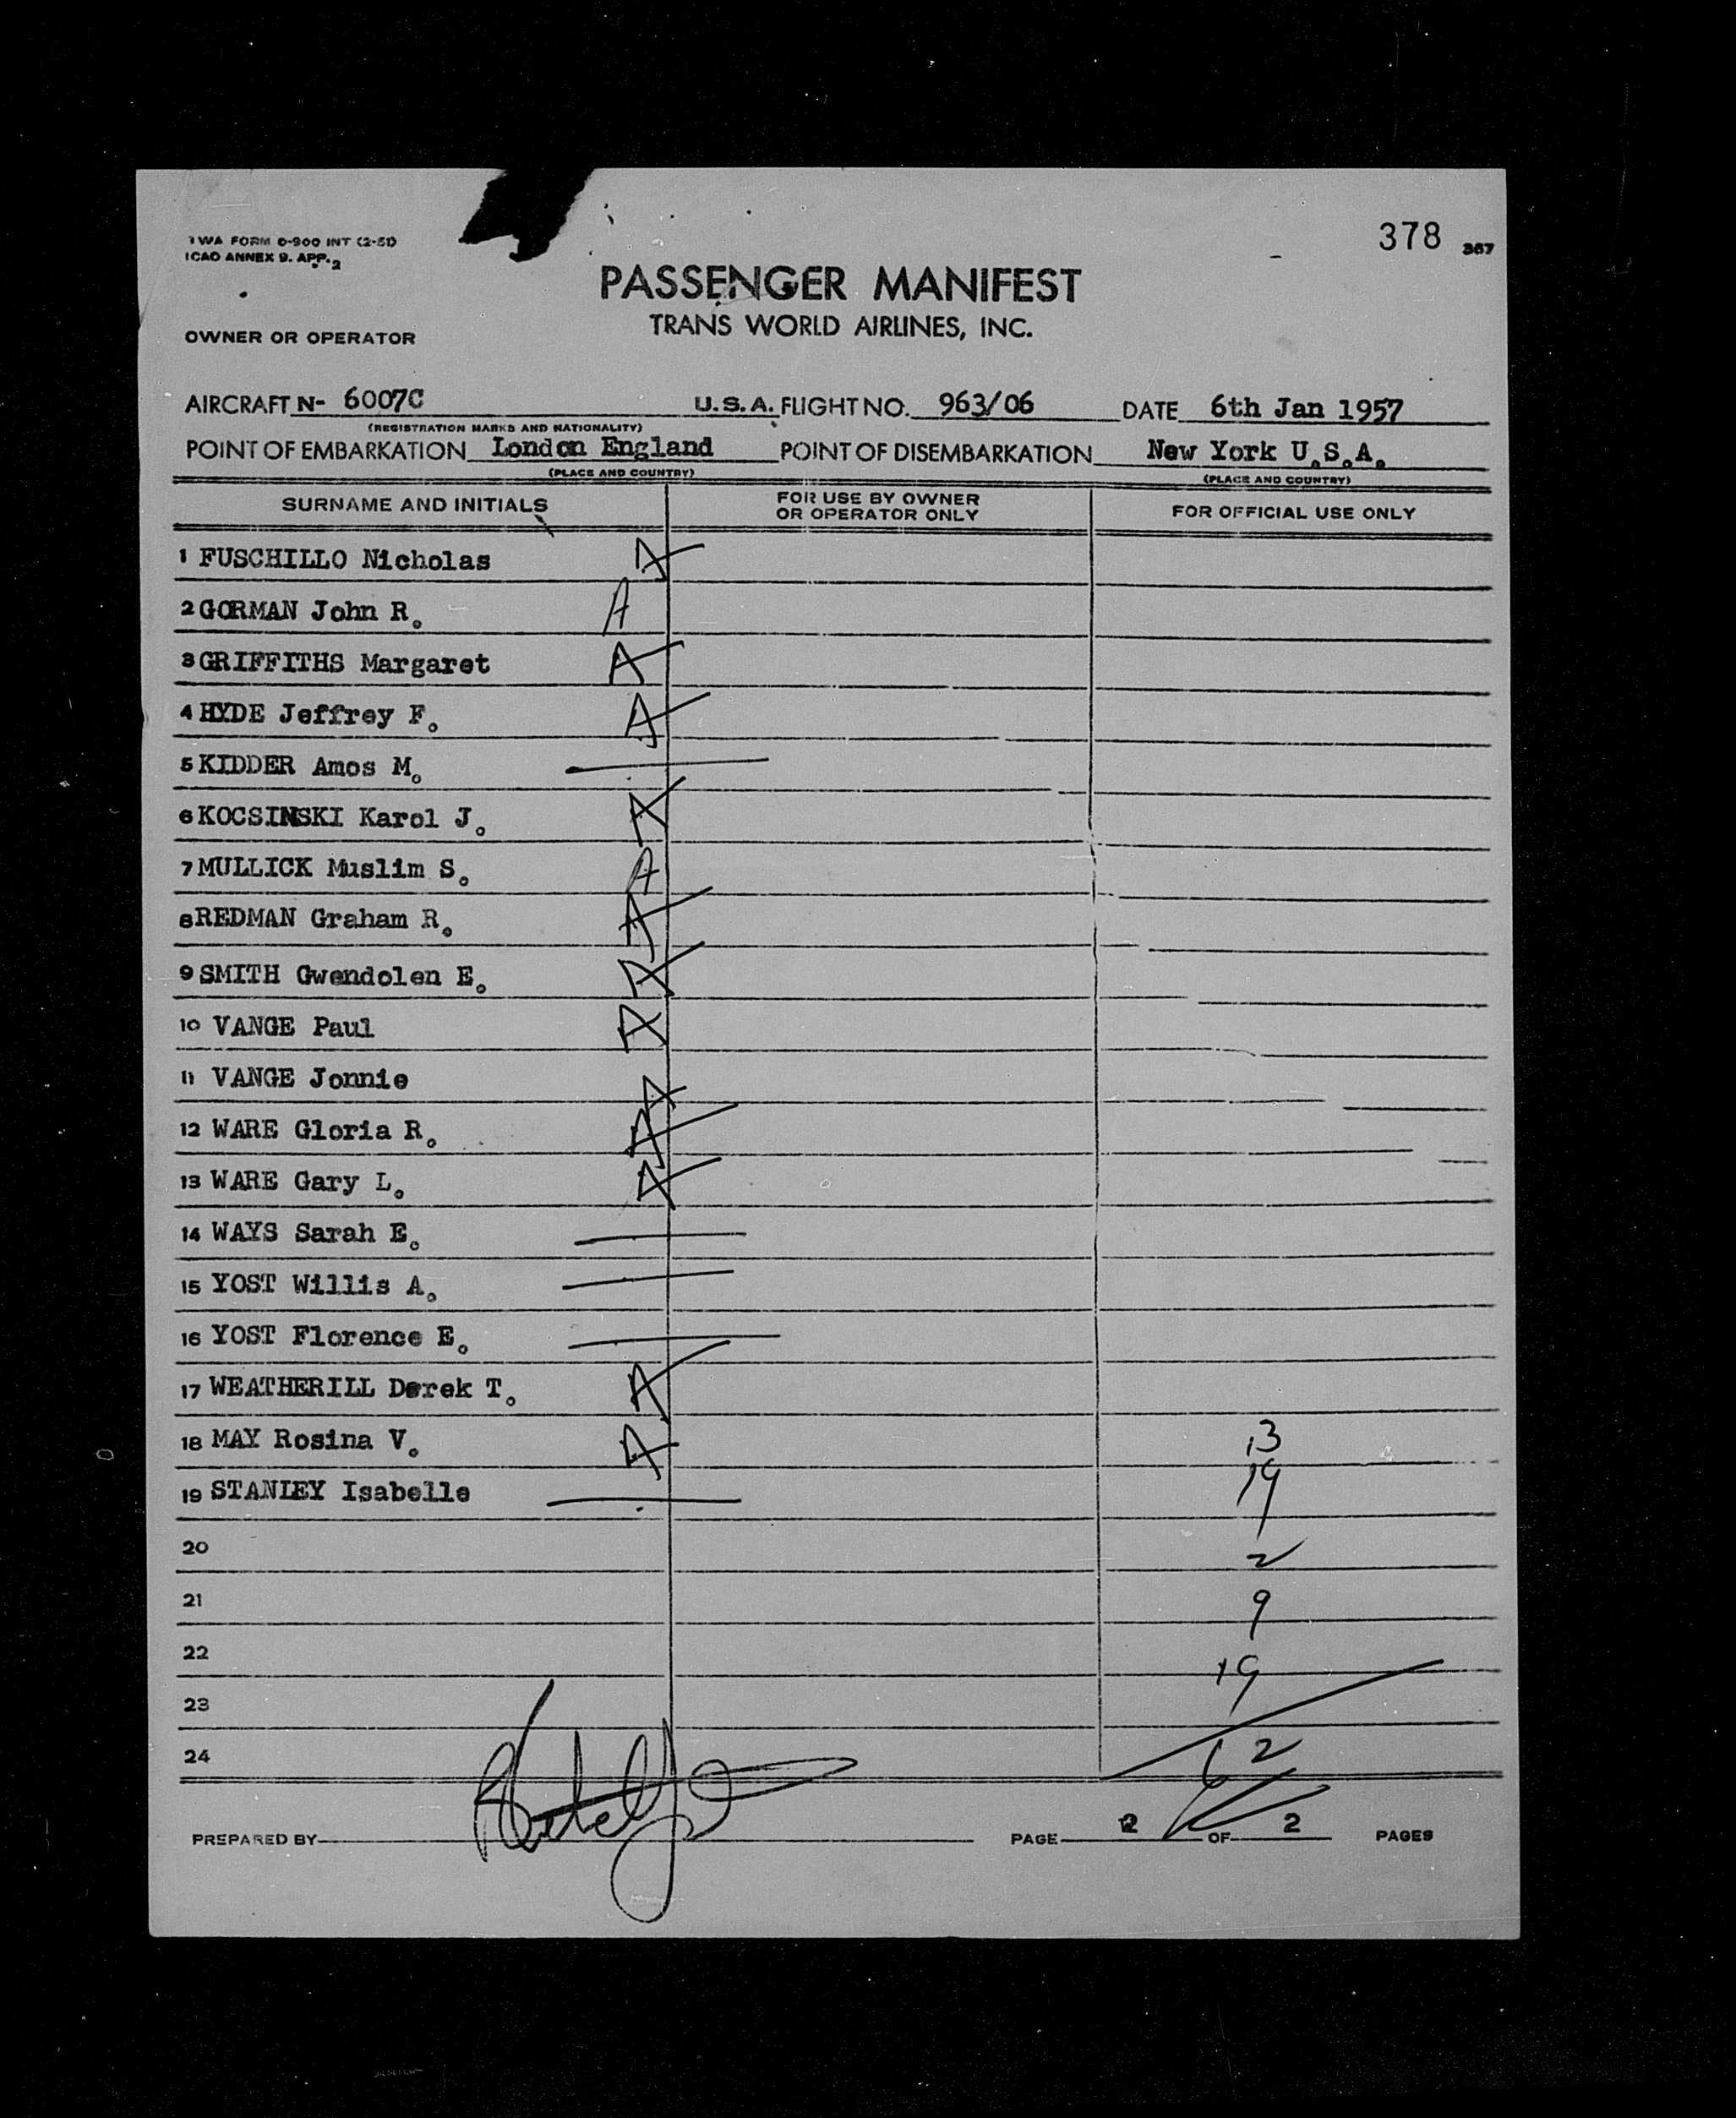 TWA FORM 0-900 INT (2-51)
ICAO ANNEX 9. APP. 2
378 367
PASSENGER MANIFEST
TRANS WORLD AIRLINES, INC.
OWNER OR OPERATOR
AIRCRAFT N- 6007C U.S.A. FLIGHT NO. 963/06 DATE 6th Jan 1957
(REGISTRATION MARKS AND NATIONALITY)
POINT OF EMBARKATION London England POINT OF DISEMBARKATION New York U.S.A.
(PLACE AND COUNTRY) (PLACE AND COUNTRY)
SURNAME AND INITIALS FOR USE BY OWNER OR OPERATOR ONLY FOR OFFICIAL USE ONLY
1 FUSCHILLO Nicholas A
2 GORMAN John R. A
3 GRIFFITHS Margaret A
4 HYDE Jeffrey F. A
5 KIDDER Amos M. —
6 KOCSINSKI Karol J. A
7 MULLICK Muslim S. A
8 REDMAN Graham R. A
9 SMITH Gwendolen E. A
10 VANGE Paul A
11 VANGE Jonnie A
12 WARE Gloria R. A
13 WARE Gary L. A
14 WAYS Sarah E. —
15 YOST Willis A. —
16 YOST Florence E. —
17 WEATHERILL Derek T. A
18 MAY Rosina V. A 13
19 STANLEY Isabelle — 19
20 2
21 9
22 19
23
24 62
PREPARED BY PAGE 2 OF 2 PAGES